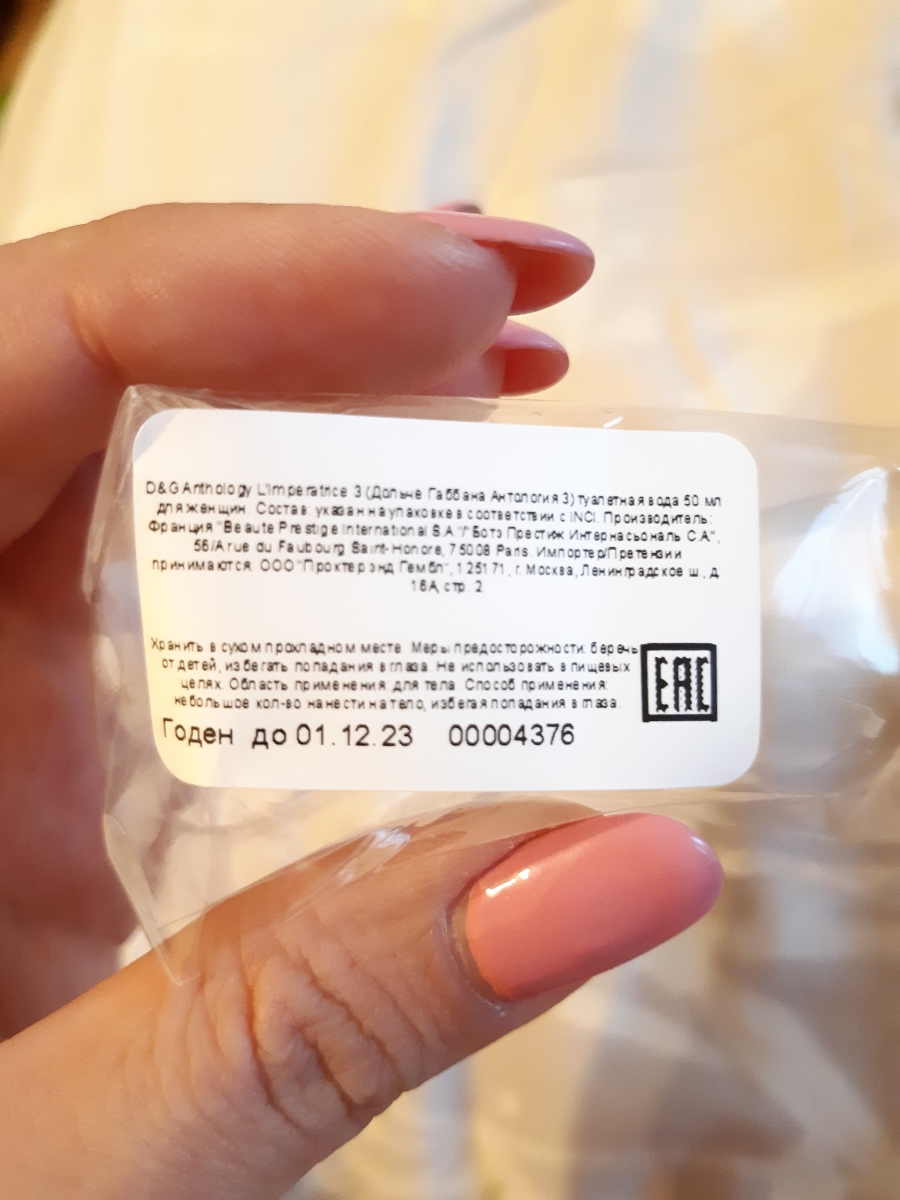 D&G Anthology L'imperatrice 3 (Дольче Габбана Антология 3) туалетная вода 50 мл
для женщин. Состав: указан на упаковке в соответствии с INCI. Производитель:
Франция "Beaute Prestige International S.A."/"Ботэ Престиж Интернасьональ С.А",
56/A rue du Faubourg Saint-Honore, 75008 Paris. Импортер/Претензии
принимаются: ООО "Проктер энд Гембл", 125171, г. Москва, Ленинградское ш., д.
16А, стр. 2
Хранить в сухом прохладном месте. Меры предосторожности: беречь
от детей, избегать попадания в глаза. Не использовать в пищевых
целях. Область применения: для тела. Способ применения:
небольшое кол-во нанести на тело, избегая попадания в глаза.
EAC
Годен до 01.12.23 00004376